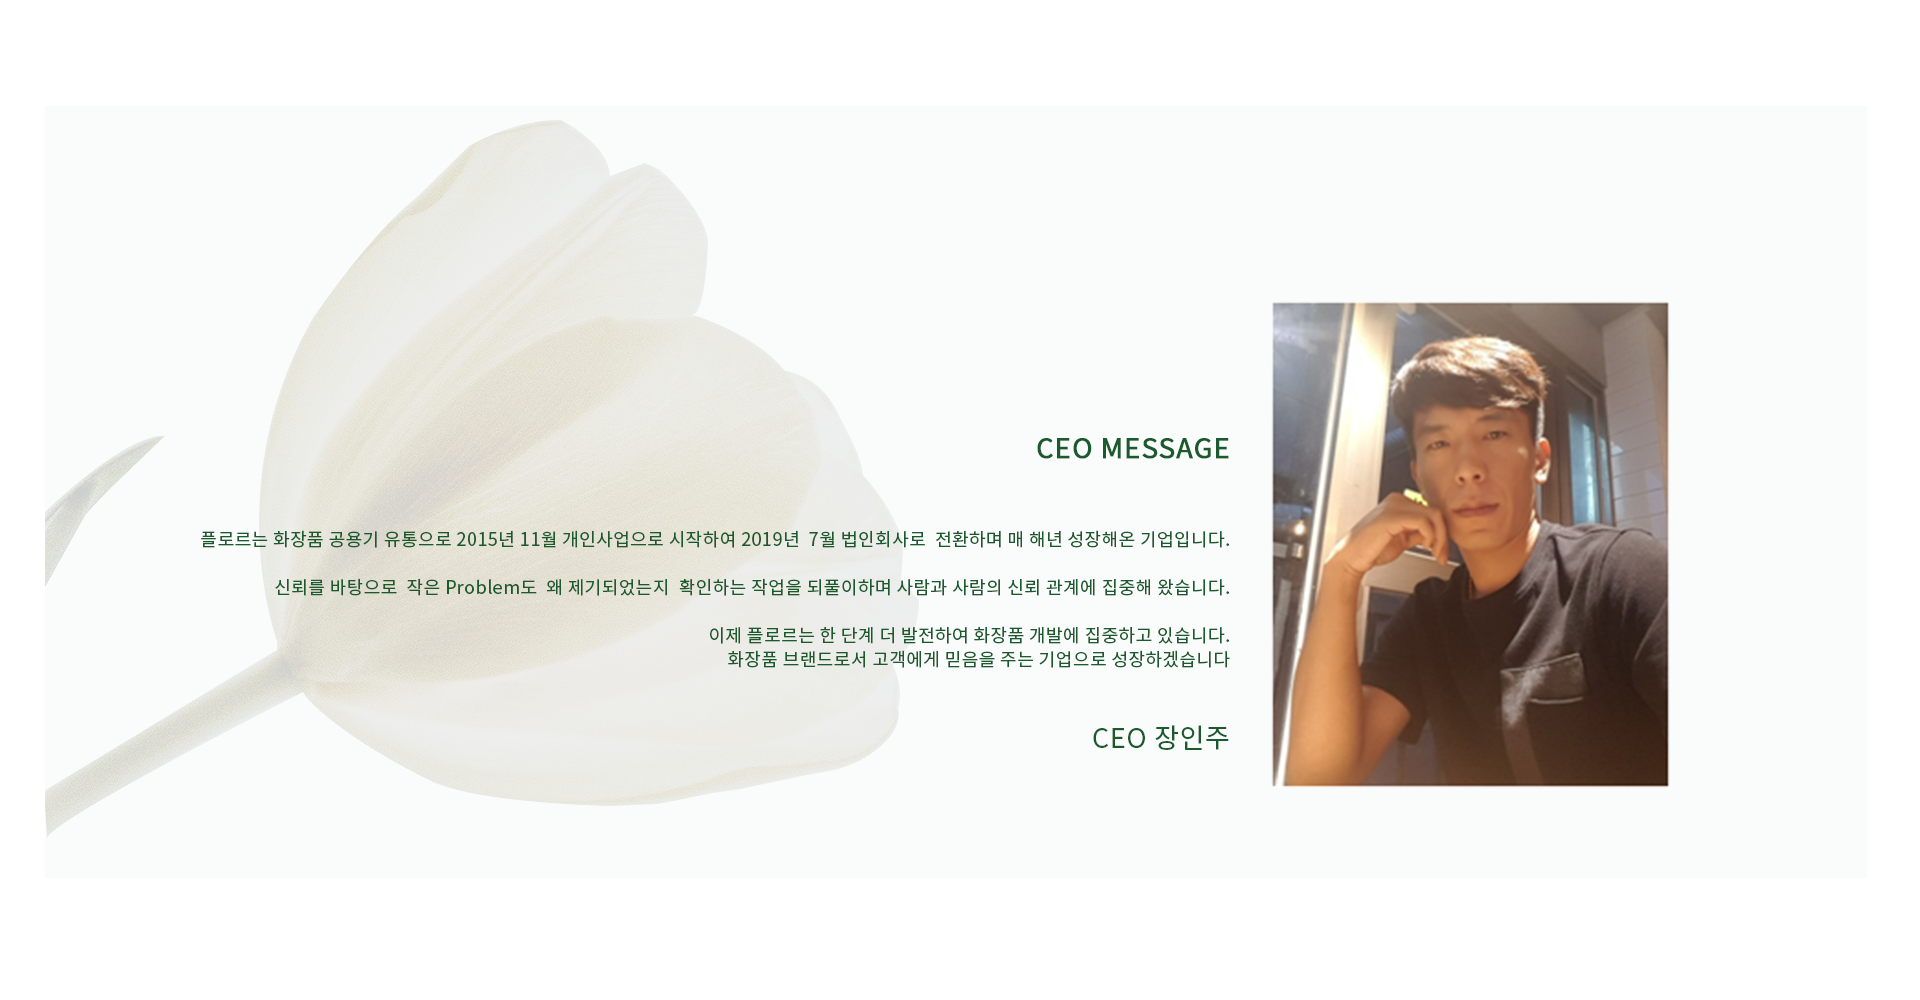 CEO MESSAGE
플로르는 화장품 공용기 유통으로 2015년 11월 개인사업으로 시작하여 2019년  7월 법인회사로  전환하며 매 해년 성장해온 기업입니다.
신뢰를 바탕으로  작은 Problem도  왜 제기되었는지  확인하는 작업을 되풀이하며 사람과 사람의 신뢰 관계에 집중해 왔습니다.
이제 플로르는 한 단계 더 발전하여 화장품 개발에 집중하고 있습니다.
화장품 브랜드로서 고객에게 믿음을 주는 기업으로 성장하겠습니다
CEO 장인주